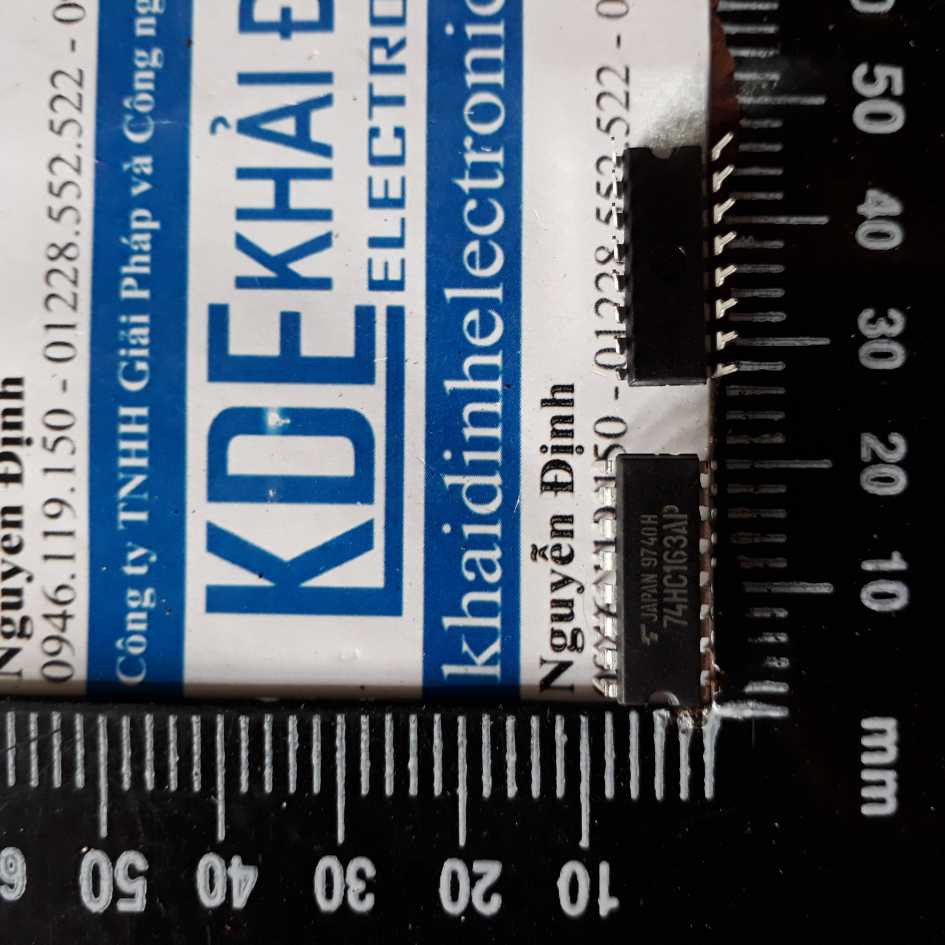 Nguyễn Định
0946.119.150 - 01228.552.522 - 0
Công ty TNHH Giải Pháp và Công
KDE
KHẢI
khaidinhelectronic
Nguyễn Định
50 - 01228.552.522 - 0
JAPAN 9740H
74HC163AP
50
40
30
20
10
mm
50
40
30
20
10